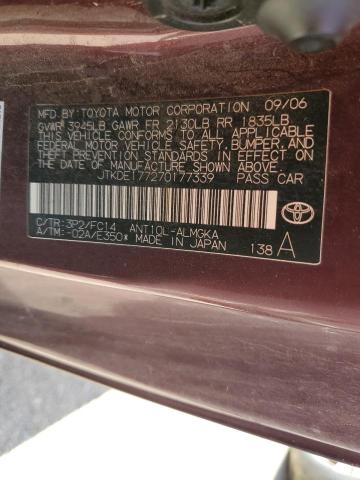 MFD. BY: TOYOTA MOTOR CORPORATION 09/06
GVWR 3945LB GAWR FR 2130LB RR 1835LB
THIS VEHICLE CONFORMS TO ALL APPLICABLE
FEDERAL MOTOR VEHICLE SAFETY, BUMPER, AND
THEFT PREVENTION STANDARDS IN EFFECT ON
THE DATE OF MANUFACTURE SHOWN ABOVE.
JTKDE177270177339 PASS CAR
C/TR:3P2/FC14 ANT10L-ALMGKA
A/TM:-02A/E350* MADE IN JAPAN
138 A
TOYOTA